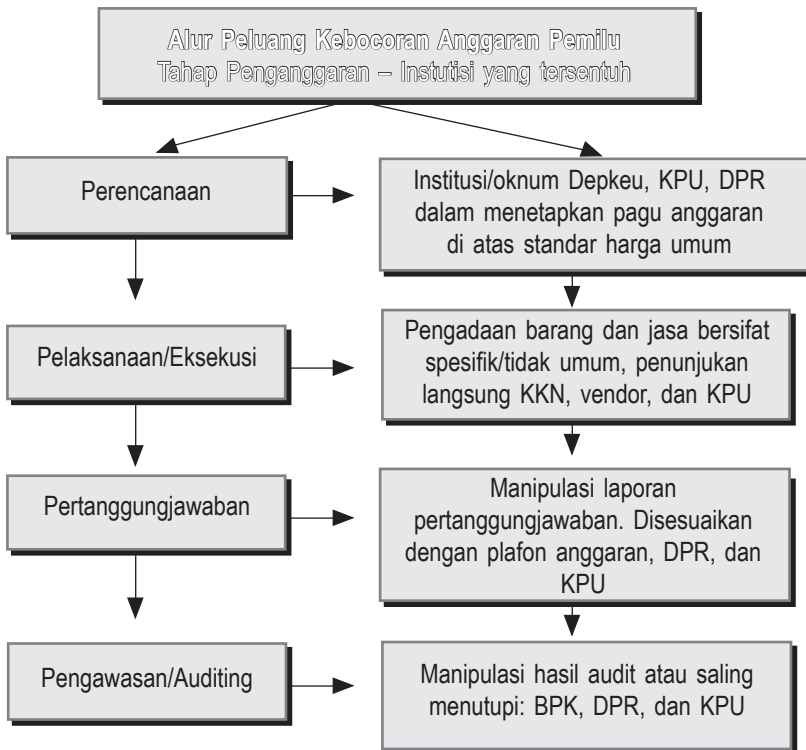 Alur Peluang Kebocoran Anggaran Pemilu
Tahap Penganggaran – Instutisi yang tersentuh
Perencanaan
Institusi/oknum Depkeu, KPU, DPR
dalam menetapkan pagu anggaran
di atas standar harga umum
Pelaksanaan/Eksekusi
Pengadaan barang dan jasa bersifat
spesifik/tidak umum, penunjukan
langsung KKN, vendor, dan KPU
Pertanggungjawaban
Manipulasi laporan
pertanggungjawaban. Disesuaikan
dengan plafon anggaran, DPR, dan
KPU
Pengawasan/Auditing
Manipulasi hasil audit atau saling
menutupi: BPK, DPR, dan KPU